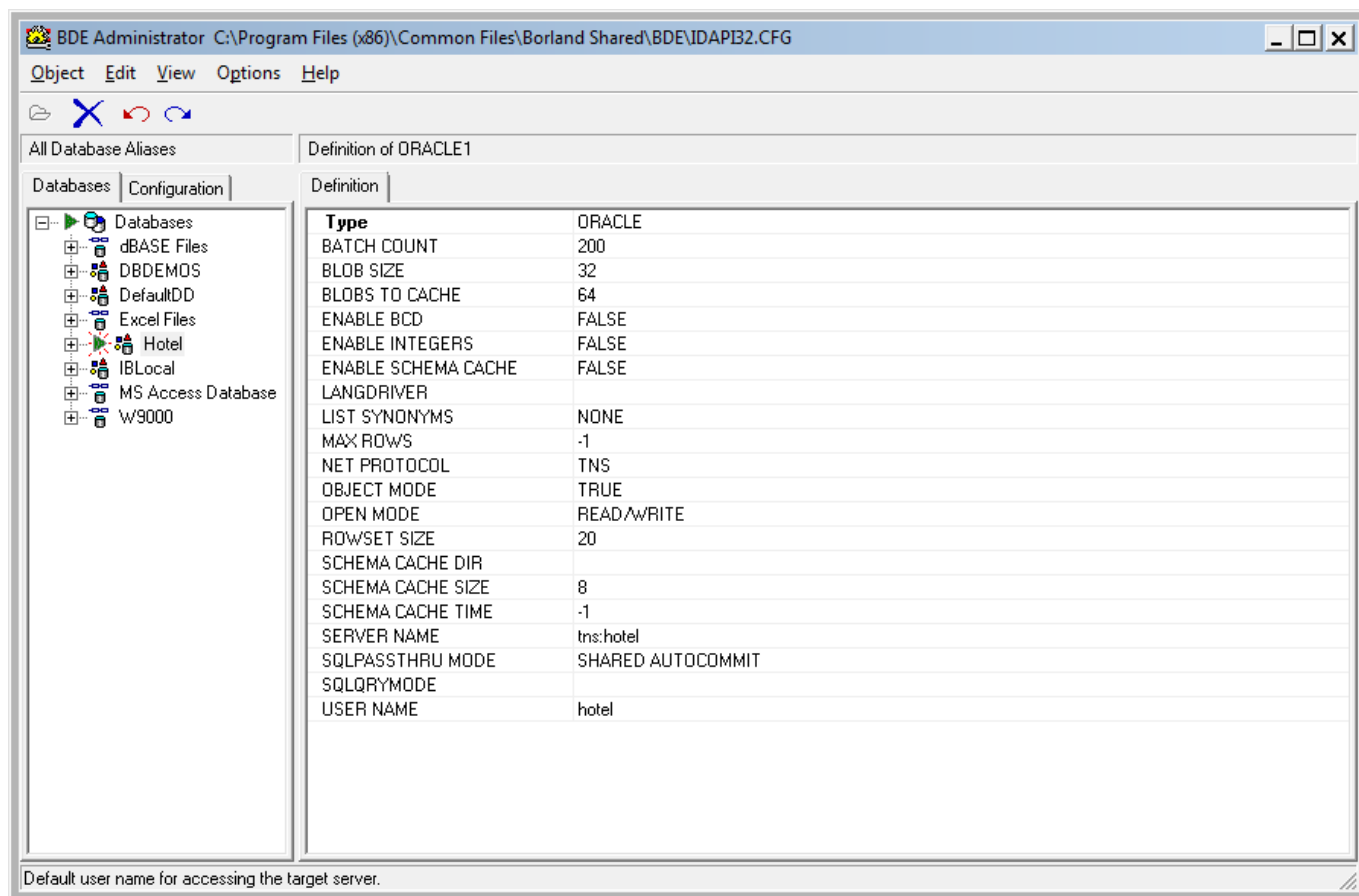 BDE Administrator C:\Program Files (x86)\Common Files\Borland Shared\BDE\IDAPI32.CFG
Object Edit View Options Help
All Database Aliases
Definition of ORACLE1
Databases Configuration
Definition
Databases
dBASE Files
DBDEMOS
DefaultDD
Excel Files
Hotel
IBLocal
MS Access Database
W9000
Type ORACLE
BATCH COUNT 200
BLOB SIZE 32
BLOBS TO CACHE 64
ENABLE BCD FALSE
ENABLE INTEGERS FALSE
ENABLE SCHEMA CACHE FALSE
LANGDRIVER
LIST SYNONYMS NONE
MAX ROWS -1
NET PROTOCOL TNS
OBJECT MODE TRUE
OPEN MODE READ/WRITE
ROWSET SIZE 20
SCHEMA CACHE DIR
SCHEMA CACHE SIZE 8
SCHEMA CACHE TIME -1
SERVER NAME tns:hotel
SQLPASSTHRU MODE SHARED AUTOCOMMIT
SQLQRYMODE
USER NAME hotel
Default user name for accessing the target server.